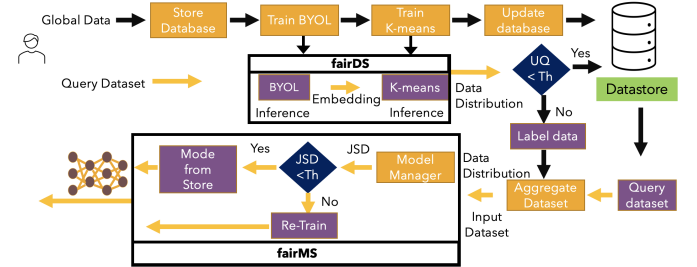 Global Data
Store
Database
Train BYOL
Train
K-means
Update
database
fairDS
Query Dataset
BYOL
Embedding
K-means
Inference
Inference
Data
Distribution
UQ
< Th
Yes
No
Datastore
Label data
Mode
from
Store
Yes
JSD
<Th
JSD
Model
Manager
No
Re-Train
fairMS
Data
Distribution
Aggregate
Dataset
Query
dataset
Input
Dataset